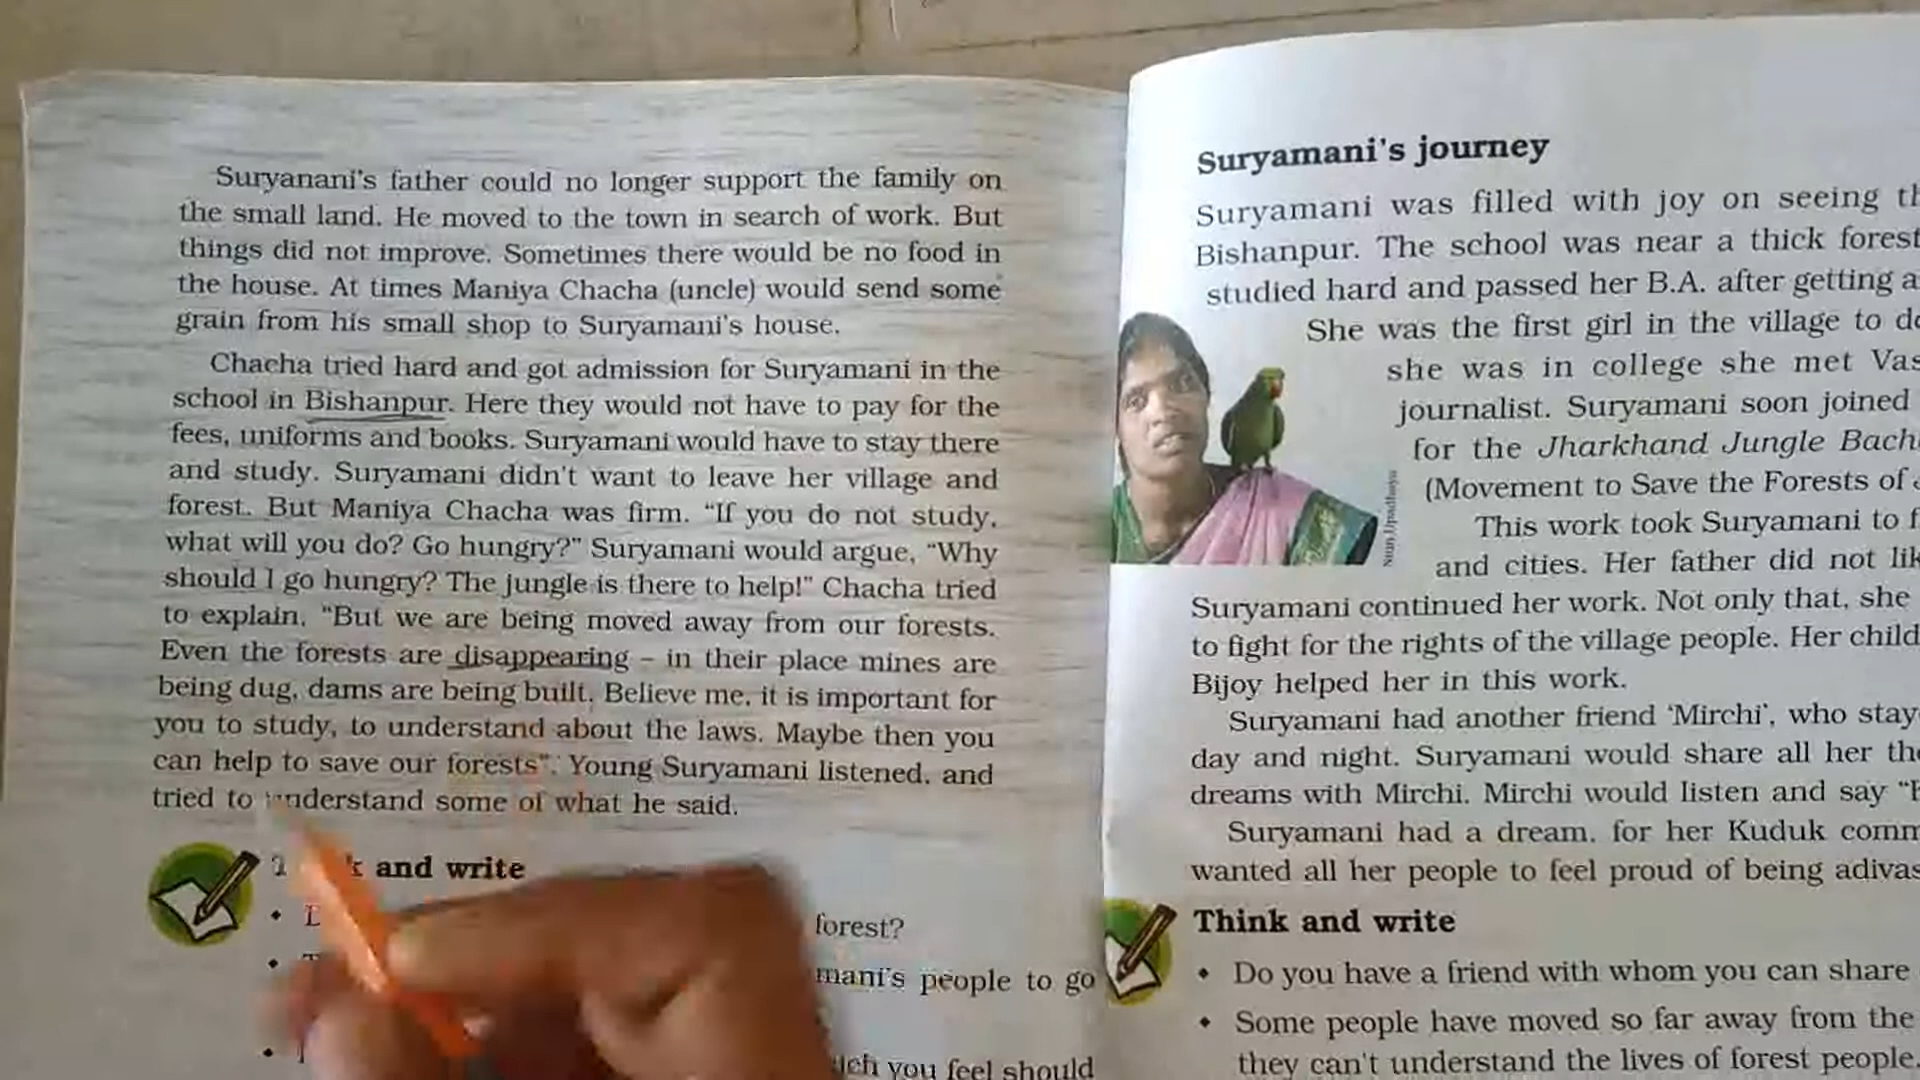 Suryanani's father could no longer support the family on
the small land. He moved to the town in search of work. But
things did not improve. Sometimes there would be no food in
the house. At times Maniya Chacha (uncle) would send some
grain from his small shop to Suryamani's house.
Chacha tried hard and got admission for Suryamani in the
school in Bishanpur. Here they would not have to pay for the
fees, uniforms and books. Suryamani would have to stay there
and study. Suryamani didn't want to leave her village and
forest. But Maniya Chacha was firm. “If you do not study,
what will you do? Go hungry?” Suryamani would argue, “Why
should I go hungry? The jungle is there to help!” Chacha tried
to explain, “But we are being moved away from our forests.
Even the forests are disappearing – in their place mines are
being dug, dams are being built. Believe me, it is important for
you to study, to understand about the laws. Maybe then you
can help to save our forests”. Young Suryamani listened, and
tried to understand some of what he said.
and write
forest?
mani's people to go
you feel should
Suryamani's journey
Suryamani was filled with joy on seeing
Bishanpur. The school was near a thick forest
studied hard and passed her B.A. after getting a
She was the first girl in the village to
she was in college she met
journalist. Suryamani soon joined
for the Jharkhand Jungle
(Movement to Save the Forests of
This work took Suryamani to
and cities. Her father did not
Suryamani continued her work. Not only that, she
to fight for the rights of the village people. Her
Bijoy helped her in this work.
Suryamani had another friend ‘Mirchi’, who
day and night. Suryamani would share all her
dreams with Mirchi. Mirchi would listen and say
Suryamani had a dream, for her Kuduk
wanted all her people to feel proud of being
Think and write
• Do you have a friend with whom you can share
• Some people have moved so far away from the
they can't understand the lives of forest people.